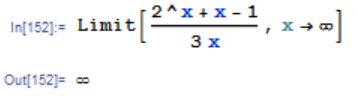 In[152]:= Limit[(2^x + x - 1)/(3 x), x → ∞]
Out[152]= ∞